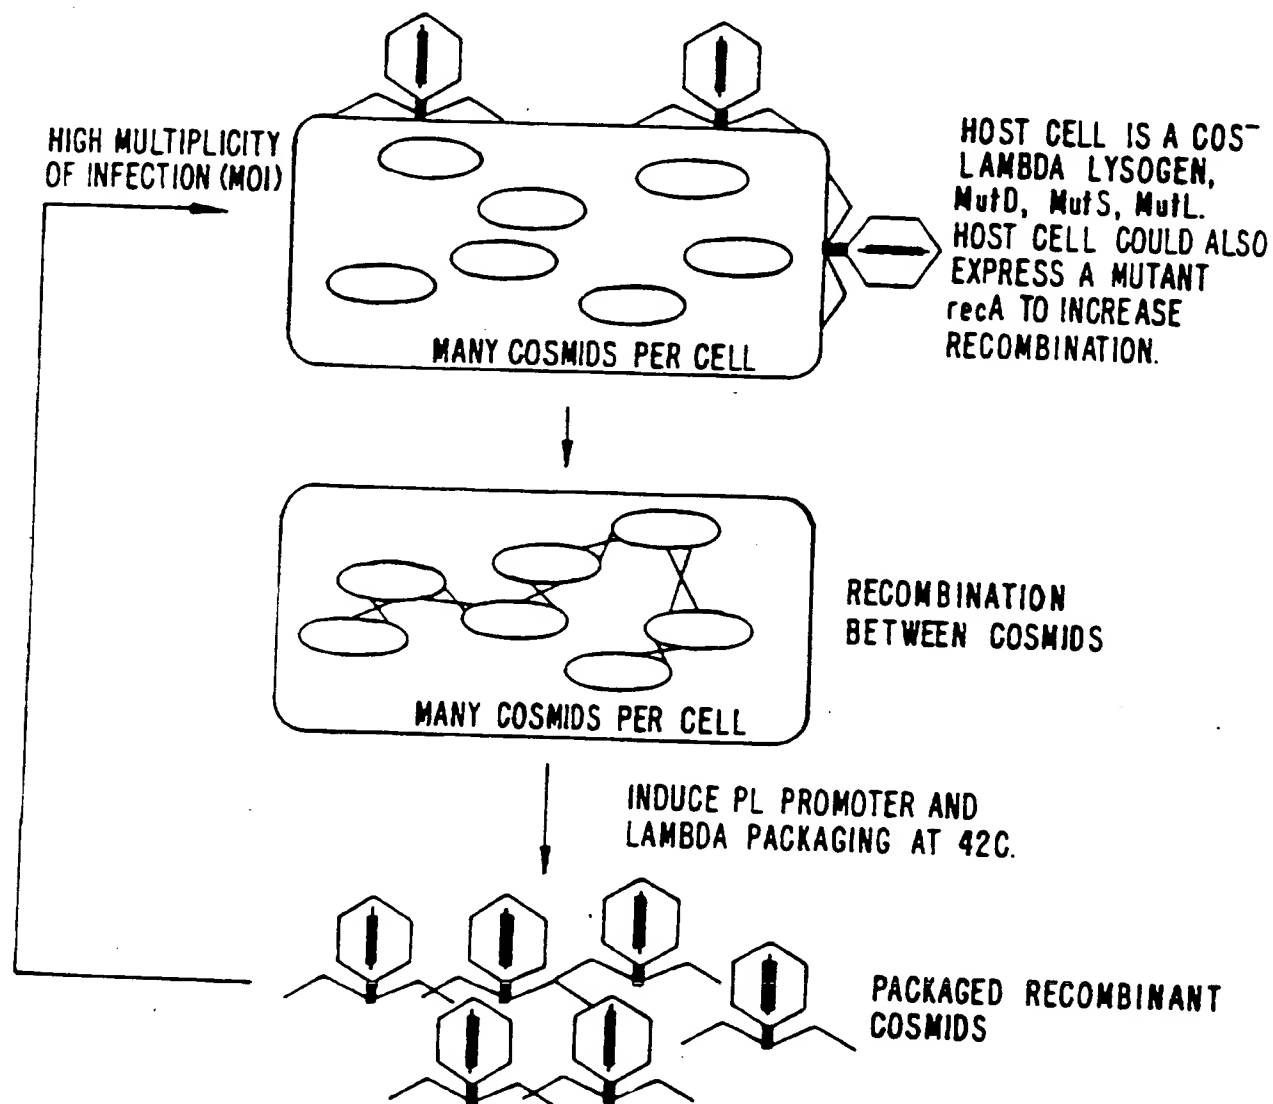 HIGH MULTIPLICITY
OF INFECTION (MOI)
HOST CELL IS A COS⁻
LAMBDA LYSOGEN,
MutD, MutS, MutL.
HOST CELL COULD ALSO
EXPRESS A MUTANT
recA TO INCREASE
RECOMBINATION.
MANY COSMIDS PER CELL
RECOMBINATION
BETWEEN COSMIDS
MANY COSMIDS PER CELL
INDUCE PL PROMOTER AND
LAMBDA PACKAGING AT 42C.
PACKAGED RECOMBINANT
COSMIDS